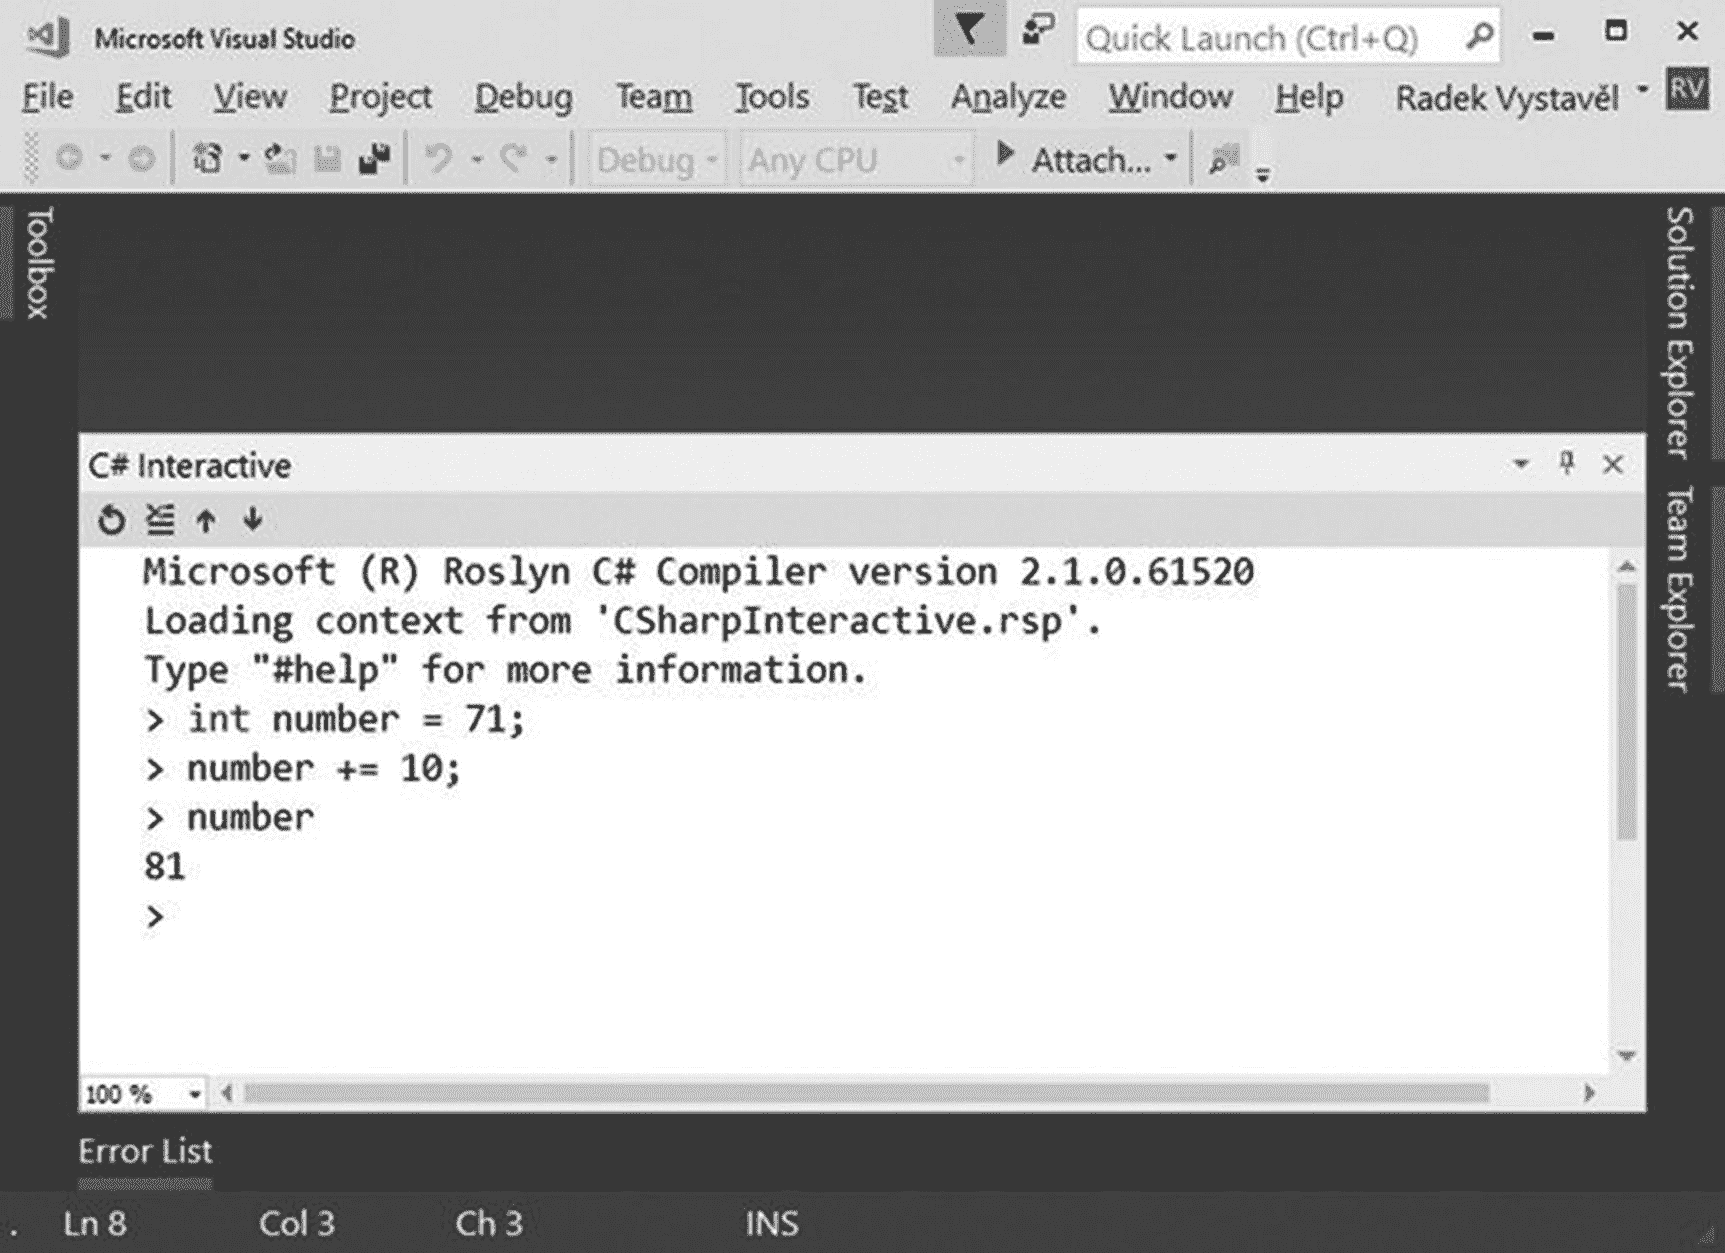 Microsoft Visual Studio
Quick Launch (Ctrl+Q)
File Edit View Project Debug Team Tools Test Analyze Window Help Radek Vystavěl RV
Debug Any CPU Attach...
Toolbox
Solution Explorer
Team Explorer
C# Interactive
Microsoft (R) Roslyn C# Compiler version 2.1.0.61520
Loading context from 'CSharpInteractive.rsp'.
Type "#help" for more information.
> int number = 71;
> number += 10;
> number
81
>
100 %
Error List
. Ln 8 Col 3 Ch 3 INS